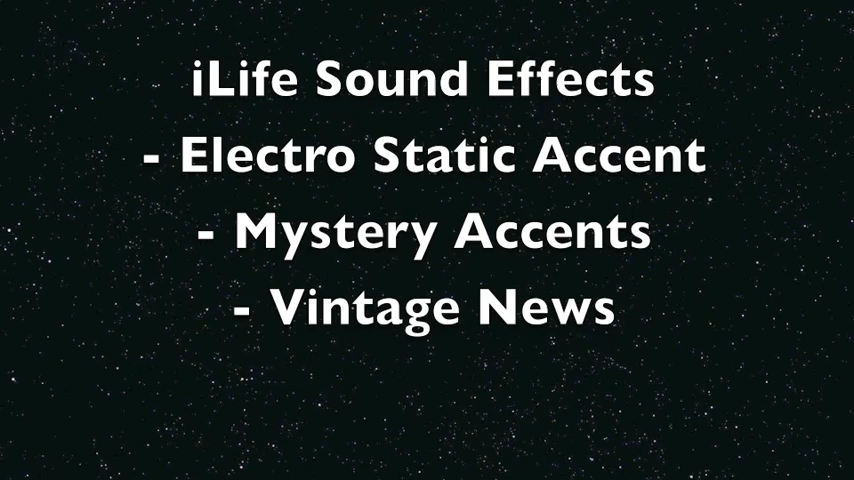 iLife Sound Effects
- Electro Static Accent
- Mystery Accents
- Vintage News